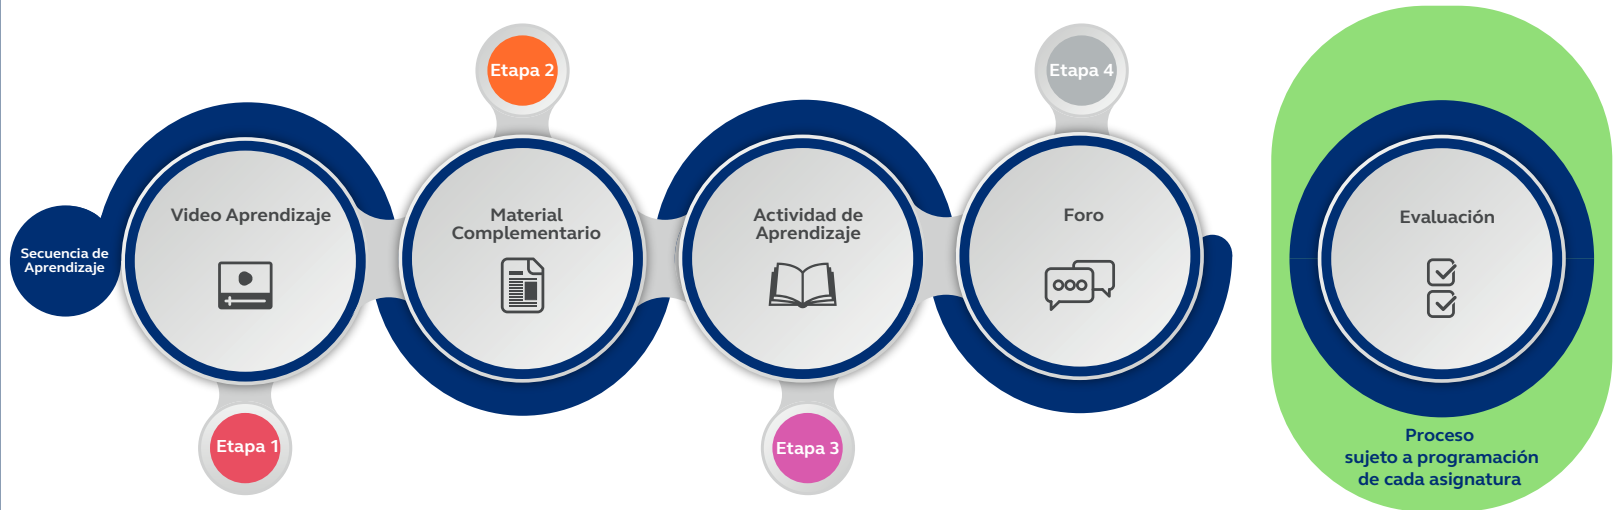 Secuencia de
Aprendizaje
Video Aprendizaje
Etapa 1
Etapa 2
Material
Complementario
Actividad de
Aprendizaje
Etapa 3
Etapa 4
Foro
Evaluación
Proceso
sujeto a programación
de cada asignatura